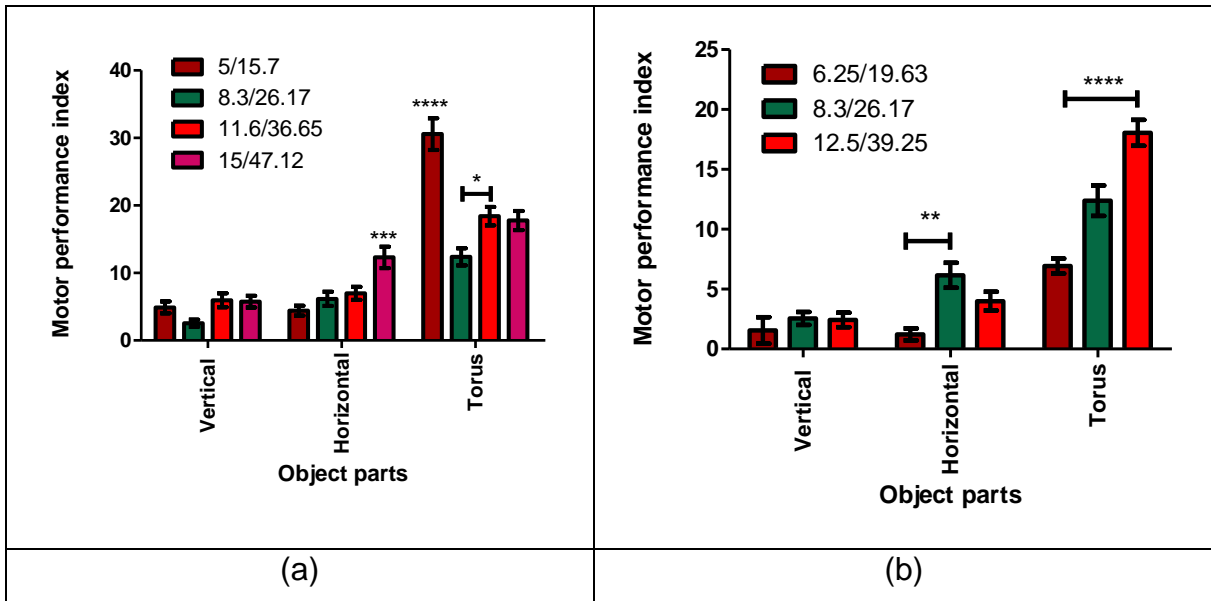 5/15.7
8.3/26.17
11.6/36.65
15/47.12
Motor performance index
40
30
20
10
0
****
*
***
Vertical
Horizontal
Torus
Object parts
(a)
6.25/19.63
8.3/26.17
12.5/39.25
Motor performance index
25
20
15
10
5
0
****
**
Vertical
Horizontal
Torus
Object parts
(b)